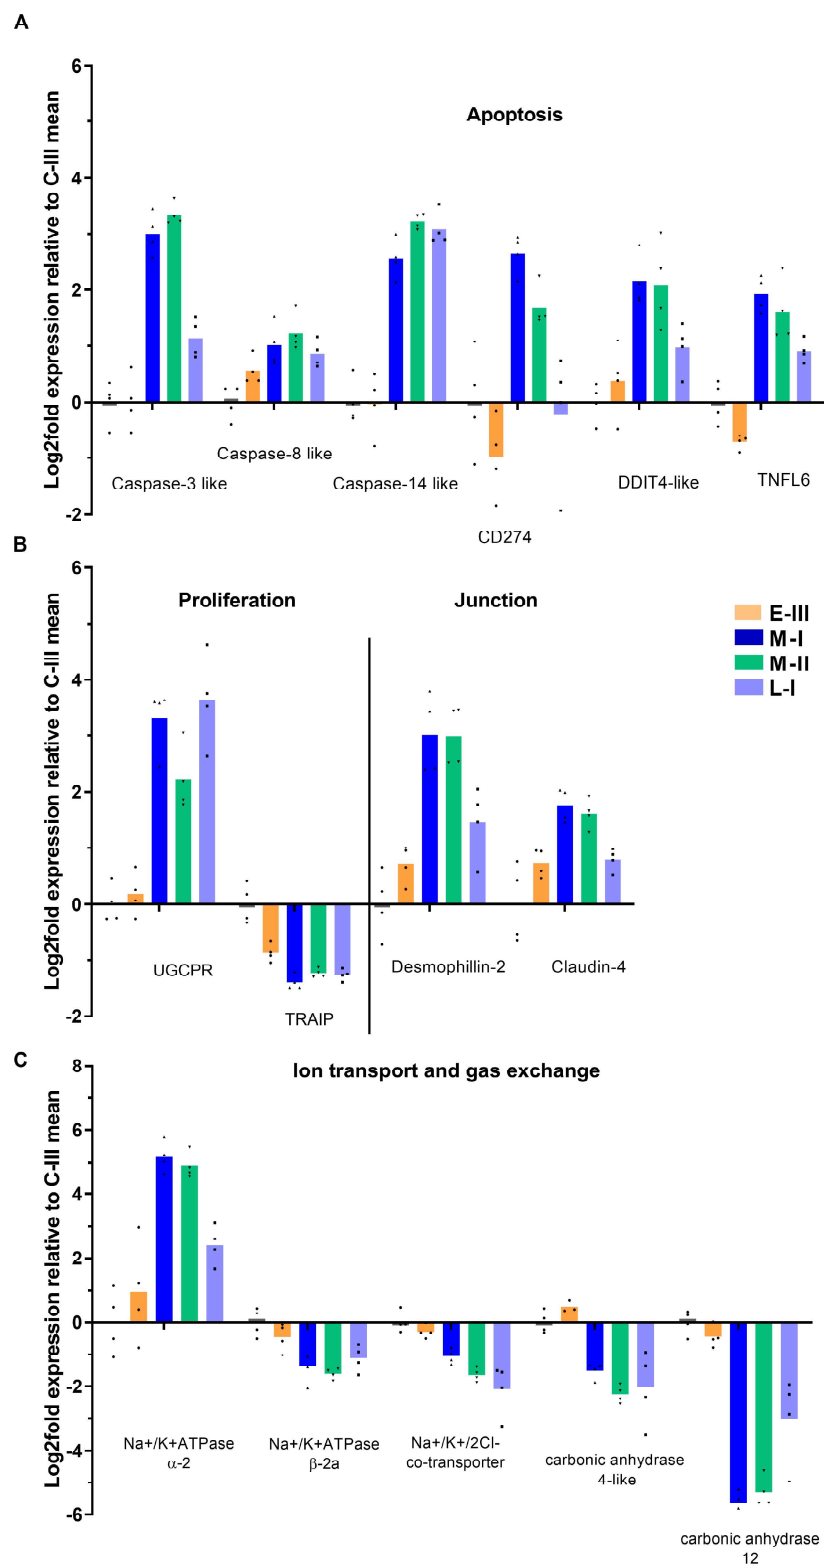 A
Log2fold expression relative to C-III mean
6
4
2
0
-2
Apoptosis
Caspase-3 like
Caspase-8 like
Caspase-14 like
CD274
DDIT4-like
TNFL6
B
Log2fold expression relative to C-III mean
6
4
2
0
-2
Proliferation
Junction
E-III
M-I
M-II
L-I
UGCPR
TRAIP
Desmophillin-2
Claudin-4
C
Log2fold expression relative to C-III mean
8
6
4
2
0
-2
-4
-6
Ion transport and gas exchange
Na+/K+ATPase
α-2
Na+/K+ATPase
β-2a
Na+/K+/2Cl-
co-transporter
carbonic anhydrase
4-like
carbonic anhydrase
12